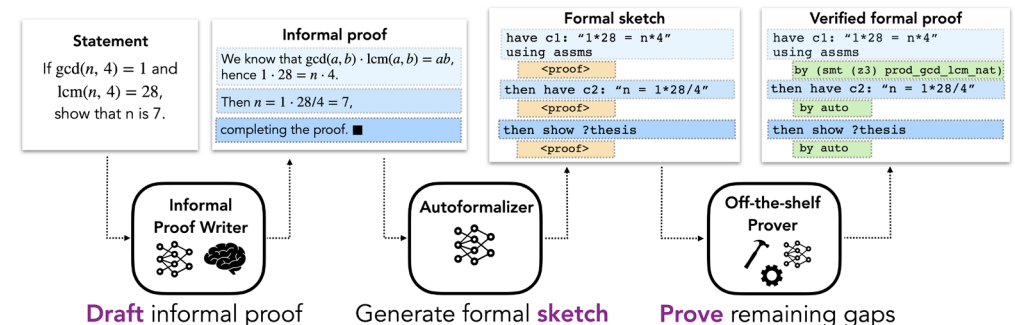 Statement
If gcd(n, 4) = 1 and
lcm(n, 4) = 28,
show that n is 7.
Informal proof
We know that gcd(a, b) · lcm(a, b) = ab,
hence 1 · 28 = n · 4.
Then n = 1 · 28/4 = 7,
completing the proof. ■
Formal sketch
have c1: “1*28 = n*4”
using assms
<proof>
then have c2: “n = 1*28/4”
<proof>
then show ?thesis
<proof>
Verified formal proof
have c1: “1*28 = n*4”
using assms
by (smt (z3) prod_gcd_lcm_nat)
then have c2: “n = 1*28/4”
by auto
then show ?thesis
by auto
Informal
Proof Writer
Autoformalizer
Off-the-shelf
Prover
Draft informal proof
Generate formal sketch
Prove remaining gaps